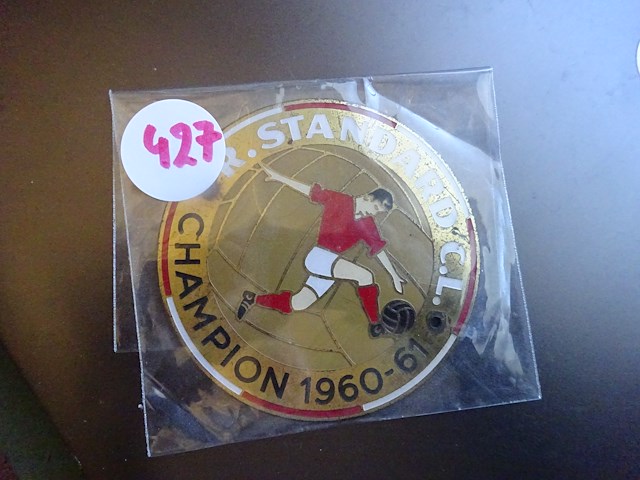 427
R. STANDARD C.L.
CHAMPION 1960-61